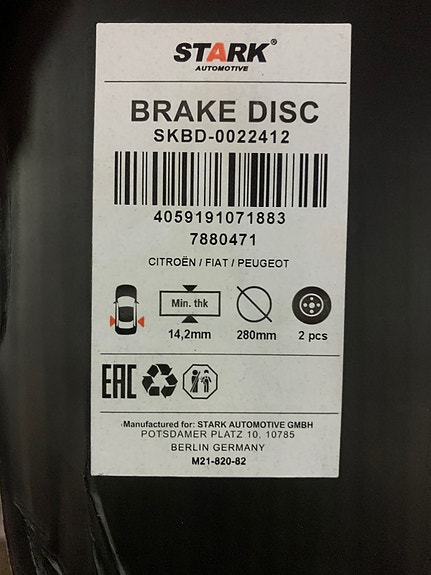 STARK®
AUTOMOTIVE
BRAKE DISC
SKBD-0022412
4059191071883
7880471
CITROËN / FIAT / PEUGEOT
Min. thk
14,2mm 280mm 2 pcs
EAC
Manufactured for: STARK AUTOMOTIVE GMBH
POTSDAMER PLATZ 10, 10785
BERLIN GERMANY
M21-820-82